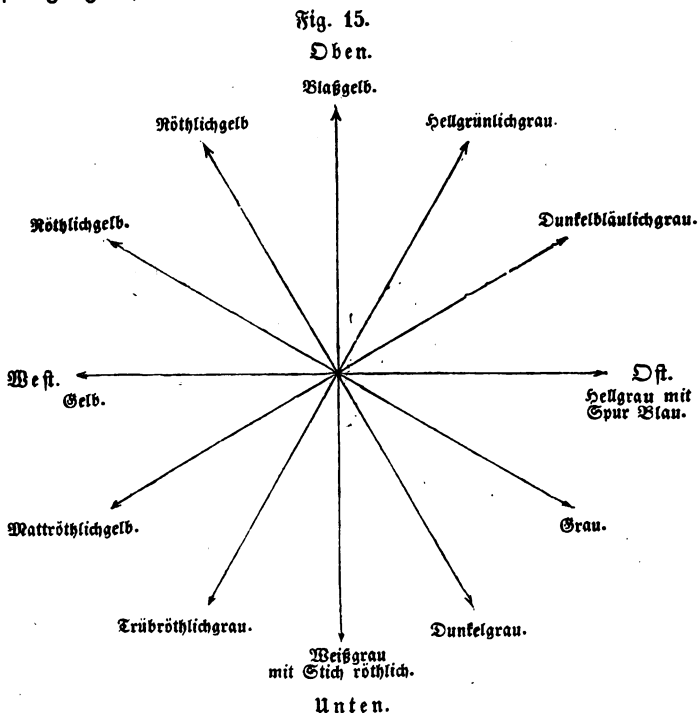 Fig. 15.
Oben.
Blaßgelb.
Röthlichgelb
Hellgrünlichgrau.
Röthlichgelb.
Dunkelbläulichgrau.
West.
Gelb.
Ost.
Hellgrau mit
Spur Blau.
Mattröthlichgelb.
Grau.
Trübröthlichgrau.
Dunkelgrau.
Weißgrau
mit Stich röthlich.
Unten.